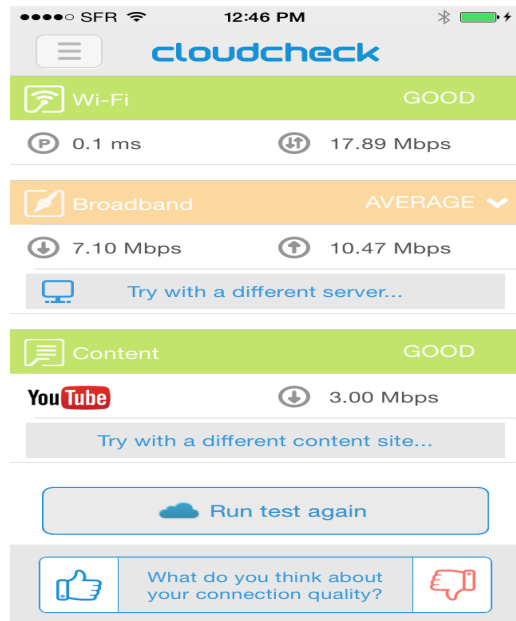 SFR 12:46 PM
cloudcheck
Wi-Fi GOOD
P 0.1 ms 17.89 Mbps
Broadband AVERAGE
7.10 Mbps 10.47 Mbps
Try with a different server...
Content GOOD
YouTube 3.00 Mbps
Try with a different content site...
Run test again
What do you think about
your connection quality?